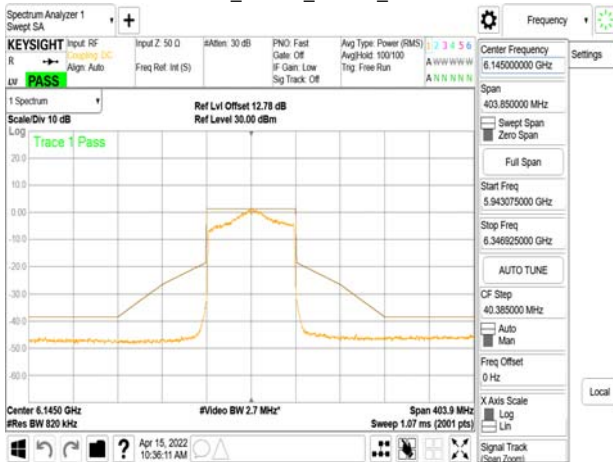 Spectrum Analyzer 1
Swept SA
+
Frequency
KEYSIGHT
R
LV
PASS
Input: RF
Coupling: DC
Align: Auto
Input Z: 50 Ω
Freq Ref: Int (S)
#Atten: 30 dB
PNO: Fast
Gate: Off
IF Gain: Low
Sig Track: Off
Avg Type: Power (RMS)
Avg|Hold: 100/100
Trig: Free Run
1 2 3 4 5 6
A W W W W W
A N N N N N
1 Spectrum
Scale/Div 10 dB
Ref Lvl Offset 12.78 dB
Ref Level 30.00 dBm
Log
Trace 1 Pass
20.0
10.0
0.00
-10.0
-20.0
-30.0
-40.0
-50.0
-60.0
Center 6.1450 GHz
#Res BW 820 kHz
#Video BW 2.7 MHz*
Span 403.9 MHz
Sweep 1.07 ms (2001 pts)
?
Apr 15, 2022
10:36:11 AM
Center Frequency
6.145000000 GHz
Settings
Span
403.850000 MHz
Swept Span
Zero Span
Full Span
Start Freq
5.943075000 GHz
Stop Freq
6.346925000 GHz
AUTO TUNE
CF Step
40.385000 MHz
Auto
Man
Freq Offset
0 Hz
X Axis Scale
Log
Lin
Local
Signal Track
(Span Zoom)